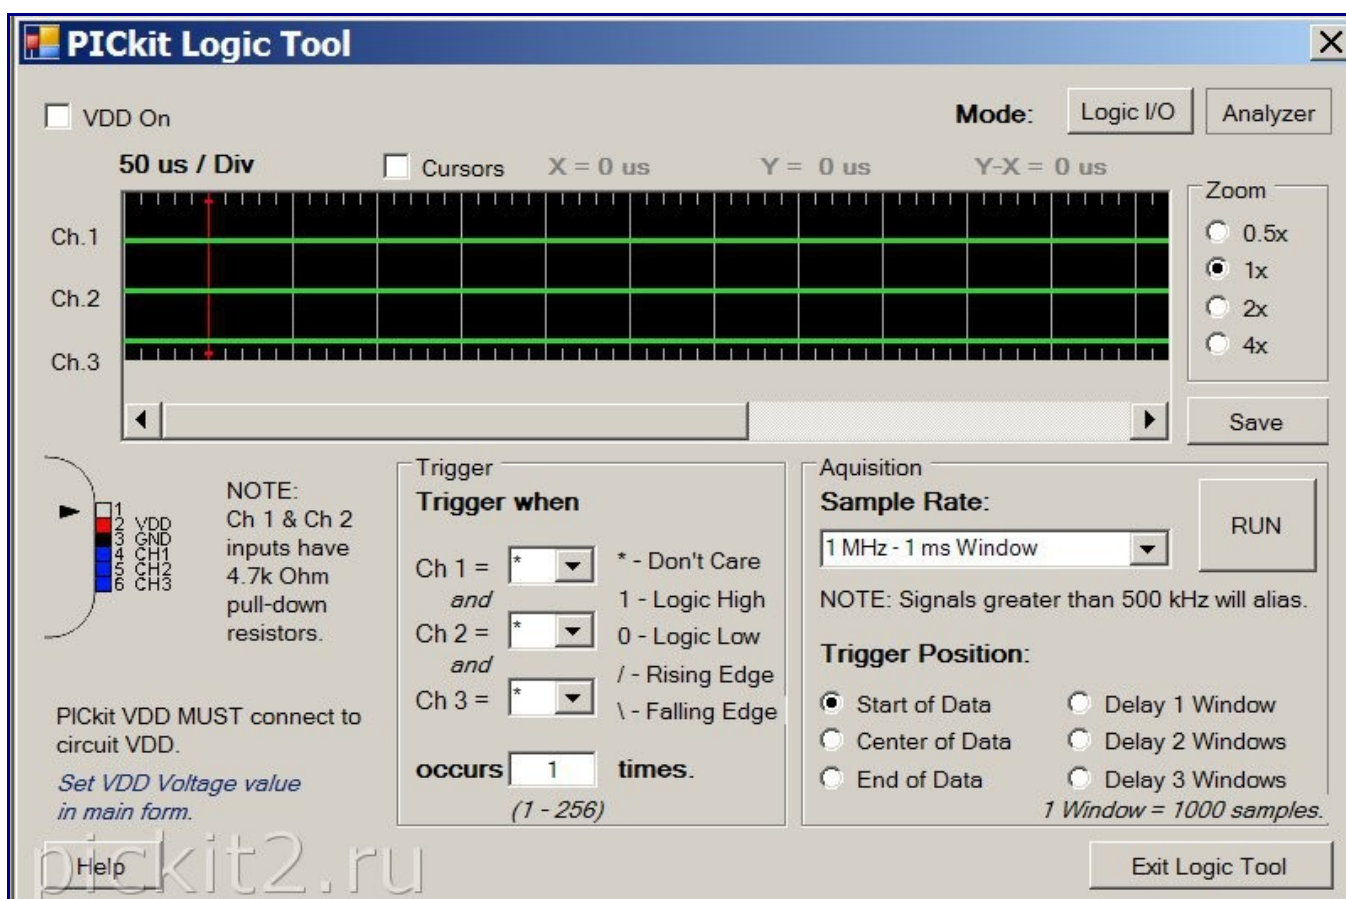 PICkit Logic Tool
VDD On
Mode:
Logic I/O
Analyzer
50 us / Div
Cursors
X = 0 us
Y = 0 us
Y-X = 0 us
Zoom
0.5x
1x
2x
4x
Ch.1
Ch.2
Ch.3
Save
1
2 VDD
3 GND
4 CH1
5 CH2
6 CH3
NOTE:
Ch 1 & Ch 2
inputs have
4.7k Ohm
pull-down
resistors.
PICkit VDD MUST connect to
circuit VDD.
Set VDD Voltage value
in main form.
Help
Trigger
Trigger when
Ch 1 = *
and
Ch 2 = *
and
Ch 3 = *
* - Don't Care
1 - Logic High
0 - Logic Low
/ - Rising Edge
\ - Falling Edge
occurs 1 times.
(1 - 256)
Aquisition
Sample Rate:
1 MHz - 1 ms Window
RUN
NOTE: Signals greater than 500 kHz will alias.
Trigger Position:
Start of Data
Center of Data
End of Data
Delay 1 Window
Delay 2 Windows
Delay 3 Windows
1 Window = 1000 samples.
Exit Logic Tool
pickit2.ru